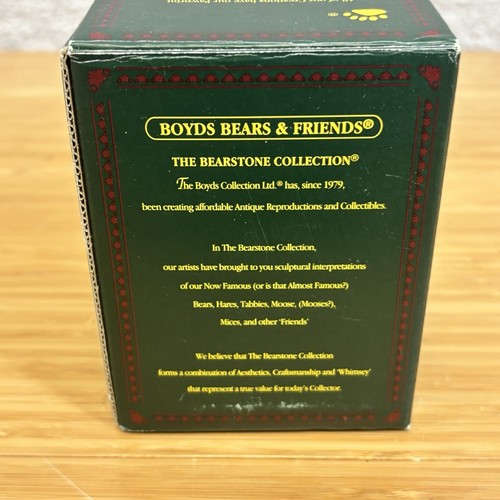 BOYDS BEARS & FRIENDS®
THE BEARSTONE COLLECTION®
The Boyds Collection Ltd.® has, since 1979,
been creating affordable Antique Reproductions and Collectibles.
In The Bearstone Collection,
our artists have brought to you sculptural interpretations
of our Now Famous (or is that Almost Famous?)
Bears, Hares, Tabbies, Moose, (Mooses?),
Mices, and other 'Friends'
We believe that The Bearstone Collection
forms a combination of Aesthetics, Craftsmanship and 'Whimsey'
that represent a true value for today's Collector.